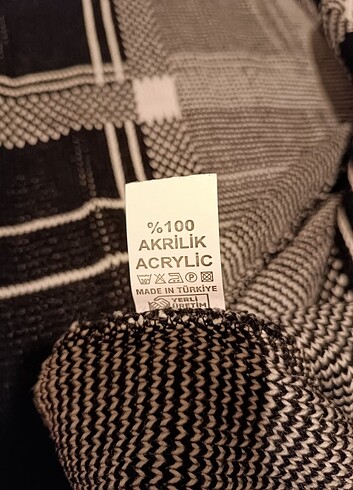 %100
AKRİLİK
ACRYLIC
MADE IN TÜRKİYE
YERLİ
ÜRETİM